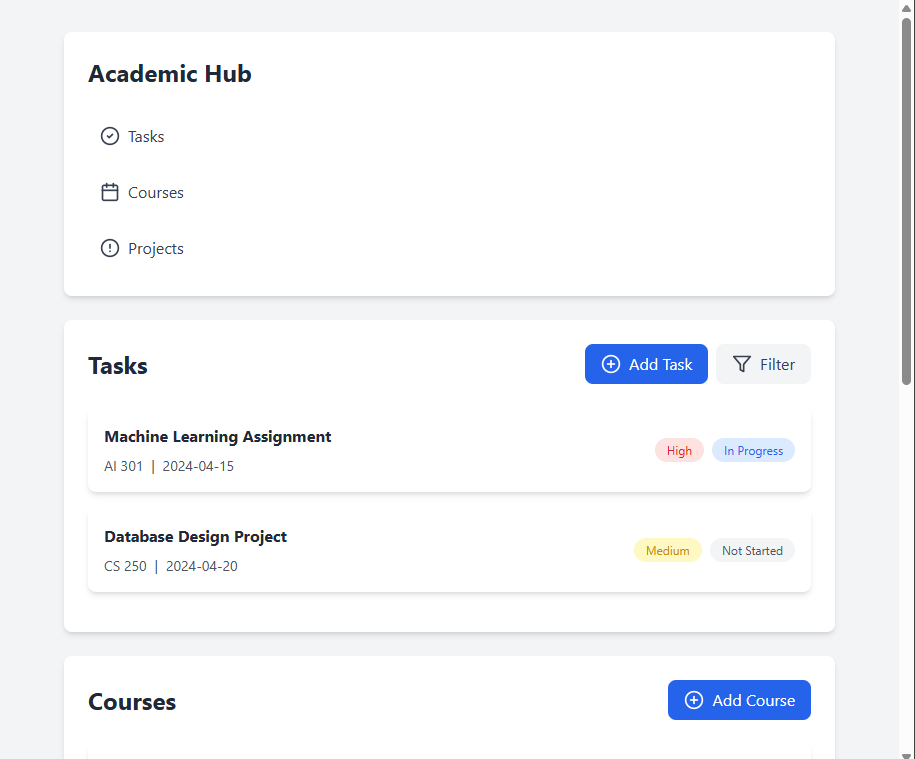 Academic Hub
Tasks
Courses
Projects
Tasks
Add Task
Filter
Machine Learning Assignment
AI 301 | 2024-04-15
High
In Progress
Database Design Project
CS 250 | 2024-04-20
Medium
Not Started
Courses
Add Course